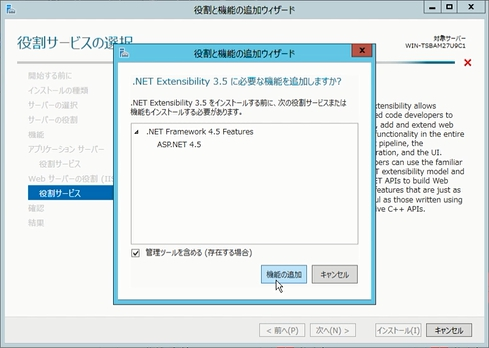 役割と機能の追加ウィザード
役割サービスの選択
対象サーバー
WIN-TSBAM27U9C1
開始する前に
インストールの種類
サーバーの選択
サーバーの役割
機能
アプリケーション サーバー
役割サービス
Web サーバーの役割 (II
役割サービス
確認
結果
役割と機能の追加ウィザード
.NET Extensibility 3.5 に必要な機能を追加しますか?
.NET Extensibility 3.5 をインストールする前に、次の役割サービスまたは
機能もインストールする必要があります。
.NET Framework 4.5 Features
ASP.NET 4.5
管理ツールを含める (存在する場合)
機能の追加
キャンセル
xtensibility allows
ed code developers to
, add and extend web
functionality in the entire
t pipeline, the
ration, and the UI.
pers can use the familiar
T extensibility model and
ET APIs to build Web
features that are just as
ul as those written using
ive C++ APIs.
< 前へ(P)
次へ(N) >
インストール(I)
キャンセル